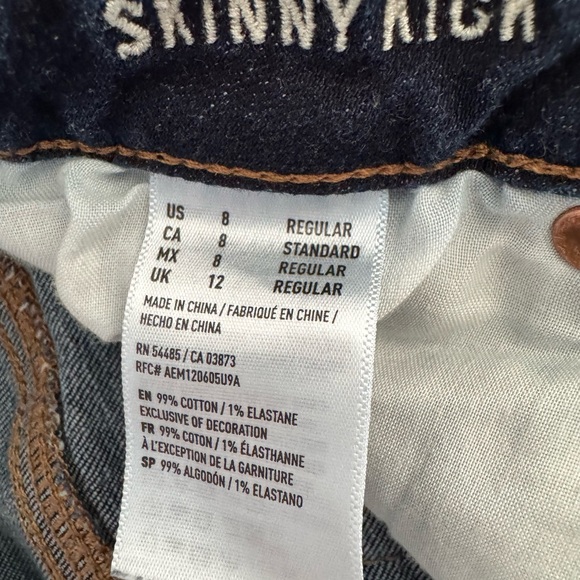 SKINNY KICK
US 8 REGULAR
CA 8 STANDARD
MX 8 REGULAR
UK 12 REGULAR
MADE IN CHINA / FABRIQUÉ EN CHINE /
HECHO EN CHINA
RN 54485 / CA 03873
RFC# AEM120605U9A
EN 99% COTTON / 1% ELASTANE
EXCLUSIVE OF DECORATION
FR 99% COTON / 1% ÉLASTHANNE
À L'EXCEPTION DE LA GARNITURE
SP 99% ALGODÓN / 1% ELASTANO